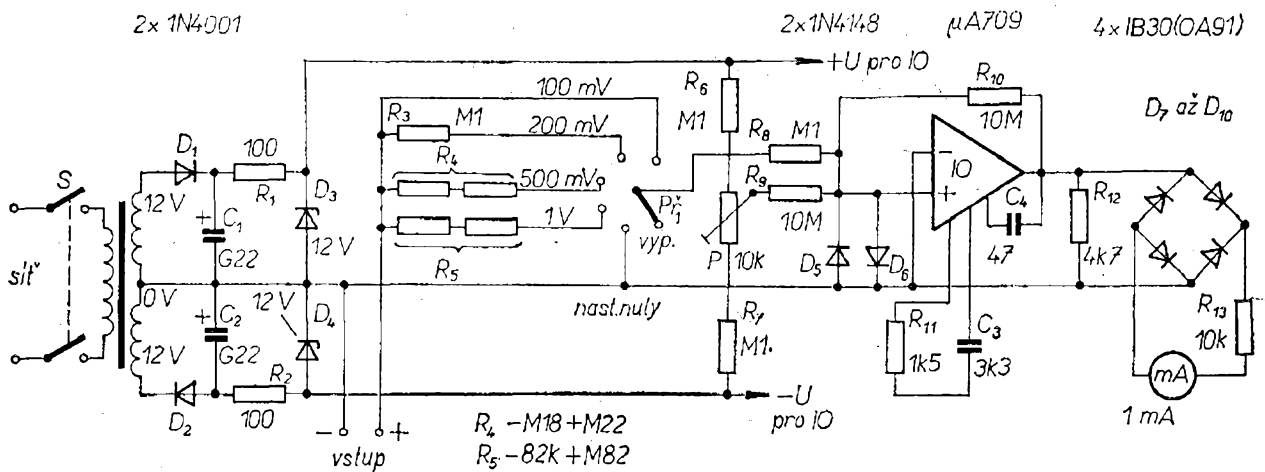 2x 1N4001
2x 1N4148
µA709
4x IB30(OA91)
+U pro IO
100 mV
R3
M1
200 mV
R4
500 mV
1 V
R5
Př1
vyp.
R6
M1
R8
M1
R9
10M
P
10k
R10
10M
IO
−
+
C4
47
D7 až D10
R12
4k7
S
síť
12 V
0 V
12 V
D1
+
C1
G22
100
R1
D3
12 V
+
C2
G22
12 V
D4
R2
100
D2
D5
D6
nast.nuly
R7
M1
R11
1k5
C3
3k3
R13
10k
mA
1 mA
−U
pro IO
− +
vstup
R4 −M18 +M22
R5 −82k +M82